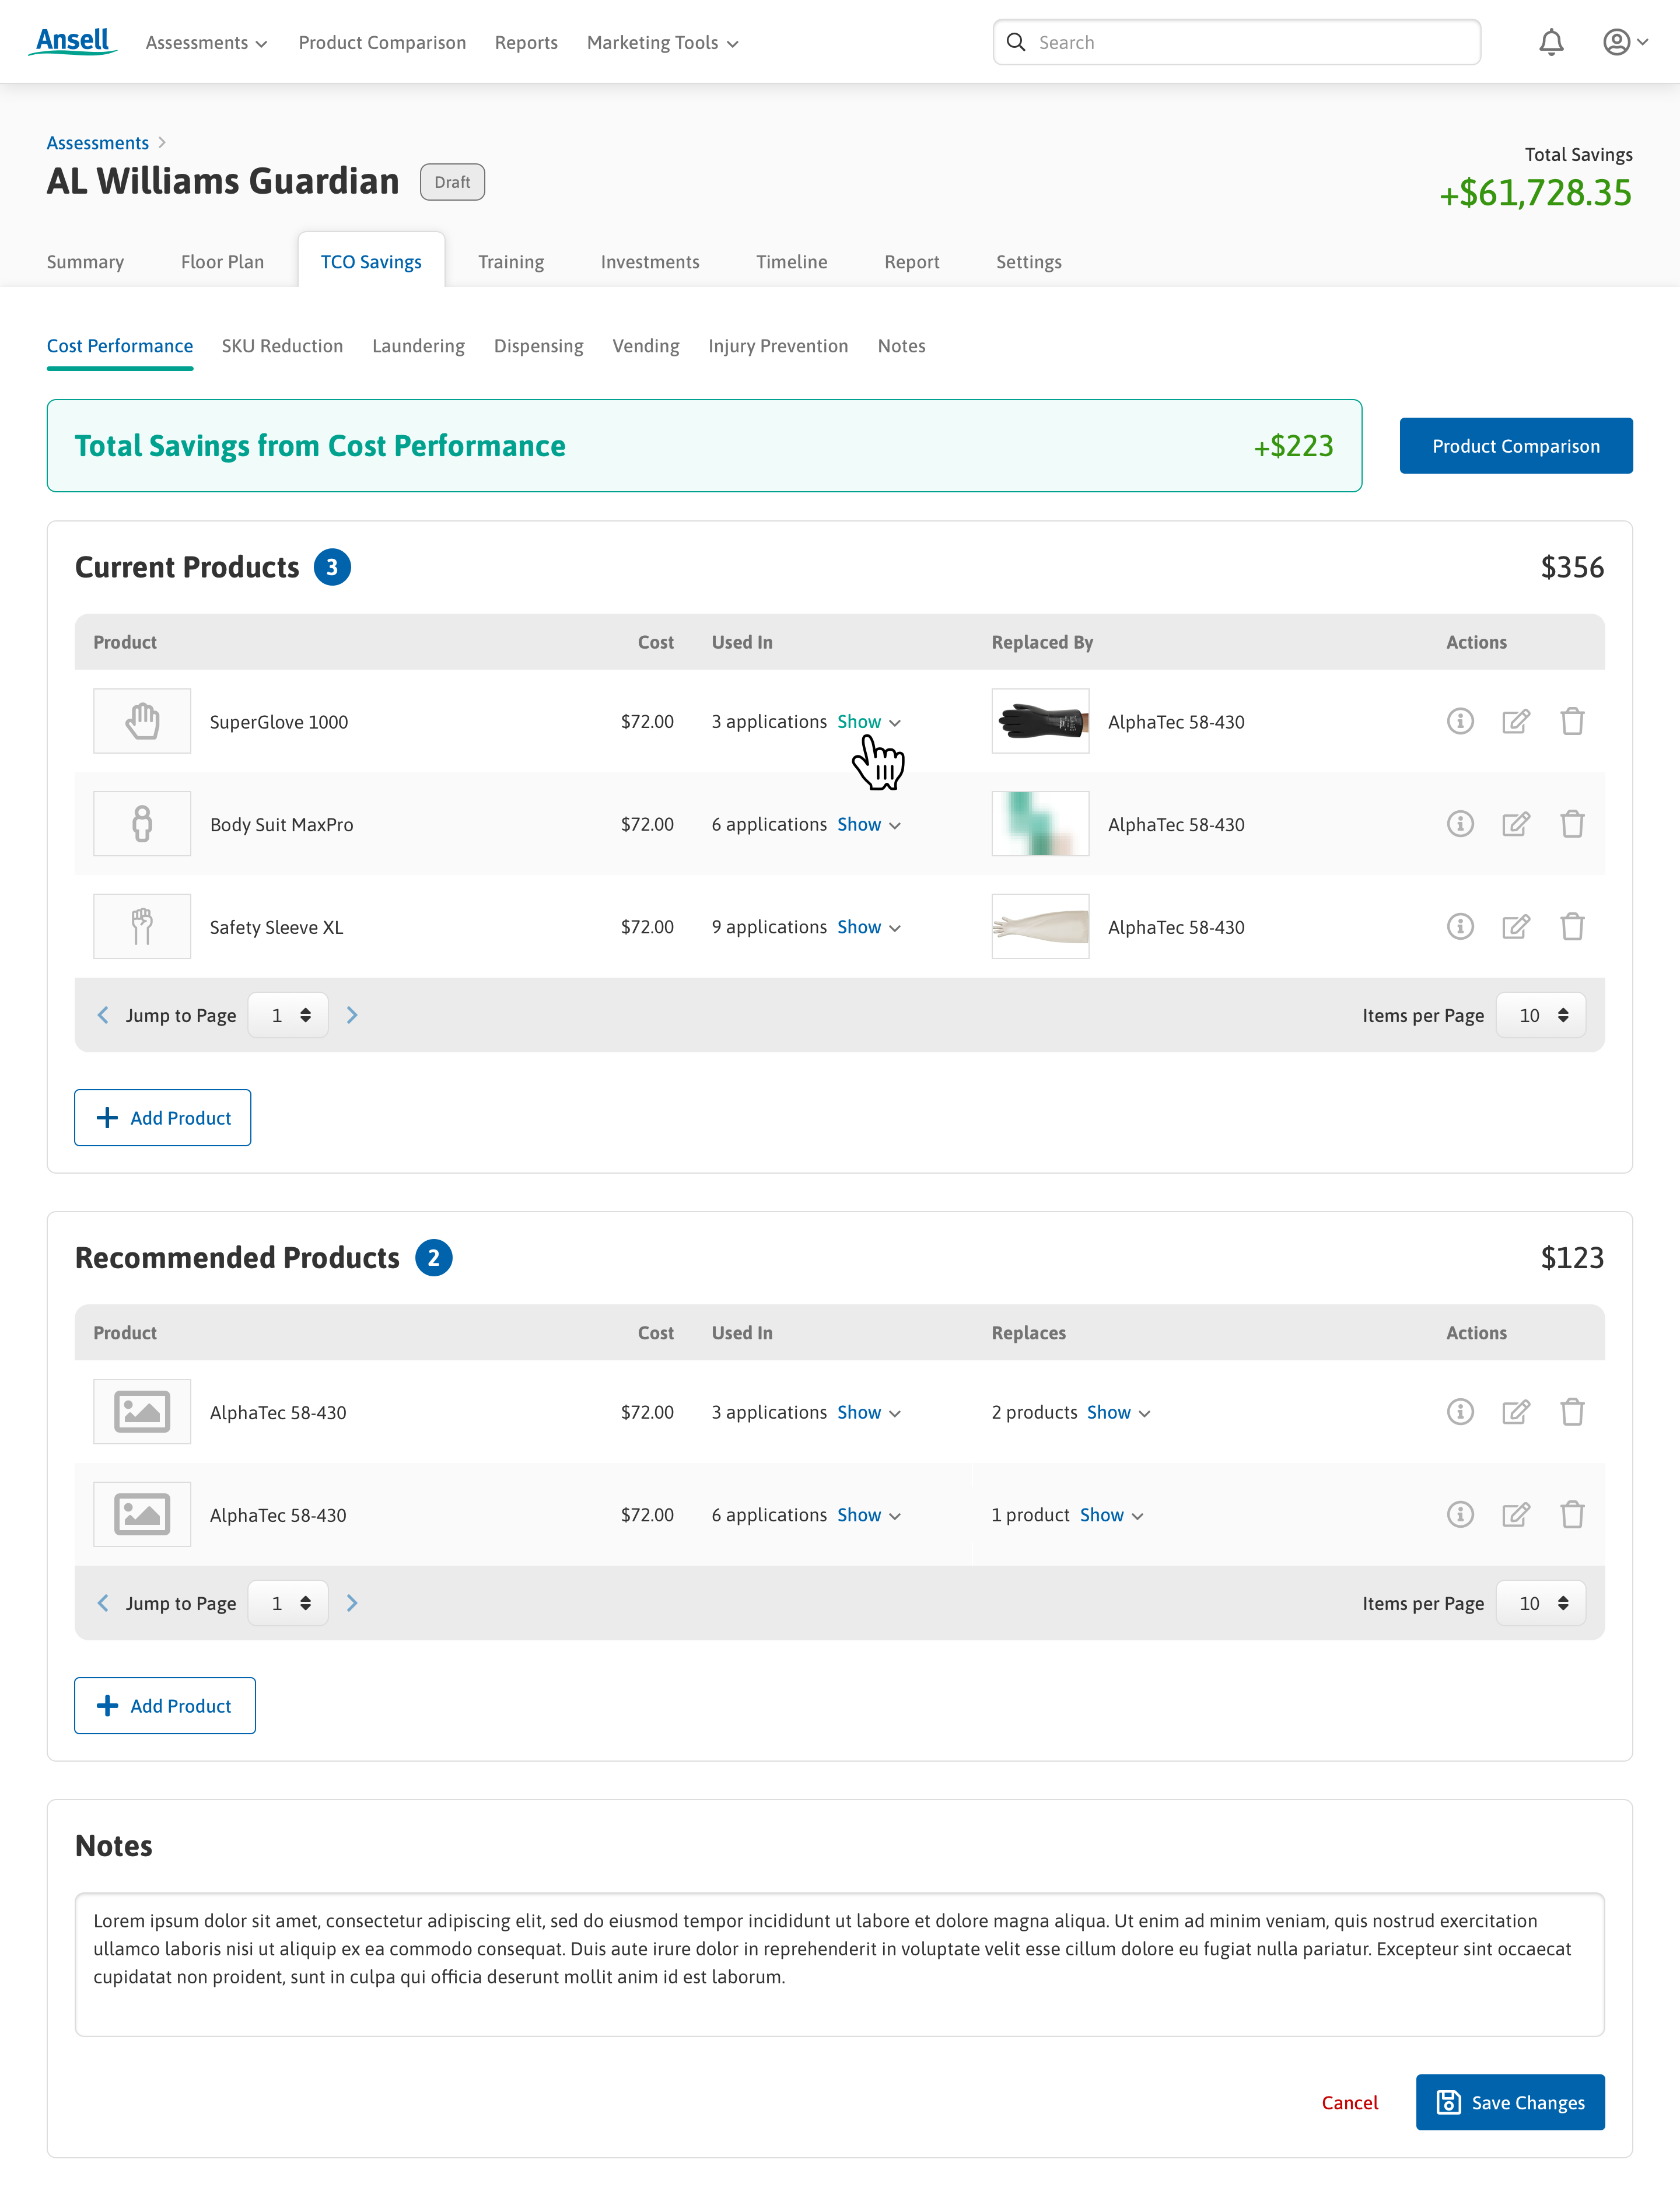 Ansell
Assessments
Product Comparison
Reports
Marketing Tools
Search
Assessments
AL Williams Guardian
Draft
Total Savings
+$61,728.35
Summary
Floor Plan
TCO Savings
Training
Investments
Timeline
Report
Settings
Cost Performance
SKU Reduction
Laundering
Dispensing
Vending
Injury Prevention
Notes
Total Savings from Cost Performance
+$223
Product Comparison
Current Products 3
$356
Product Cost Used In Replaced By Actions
SuperGlove 1000 $72.00 3 applications Show AlphaTec 58-430
Body Suit MaxPro $72.00 6 applications Show AlphaTec 58-430
Safety Sleeve XL $72.00 9 applications Show AlphaTec 58-430
Jump to Page 1
Items per Page 10
Add Product
Recommended Products 2
$123
Product Cost Used In Replaces Actions
AlphaTec 58-430 $72.00 3 applications Show 2 products Show
AlphaTec 58-430 $72.00 6 applications Show 1 product Show
Jump to Page 1
Items per Page 10
Add Product
Notes
Lorem ipsum dolor sit amet, consectetur adipiscing elit, sed do eiusmod tempor incididunt ut labore et dolore magna aliqua. Ut enim ad minim veniam, quis nostrud exercitation
ullamco laboris nisi ut aliquip ex ea commodo consequat. Duis aute irure dolor in reprehenderit in voluptate velit esse cillum dolore eu fugiat nulla pariatur. Excepteur sint occaecat
cupidatat non proident, sunt in culpa qui officia deserunt mollit anim id est laborum.
Cancel
Save Changes